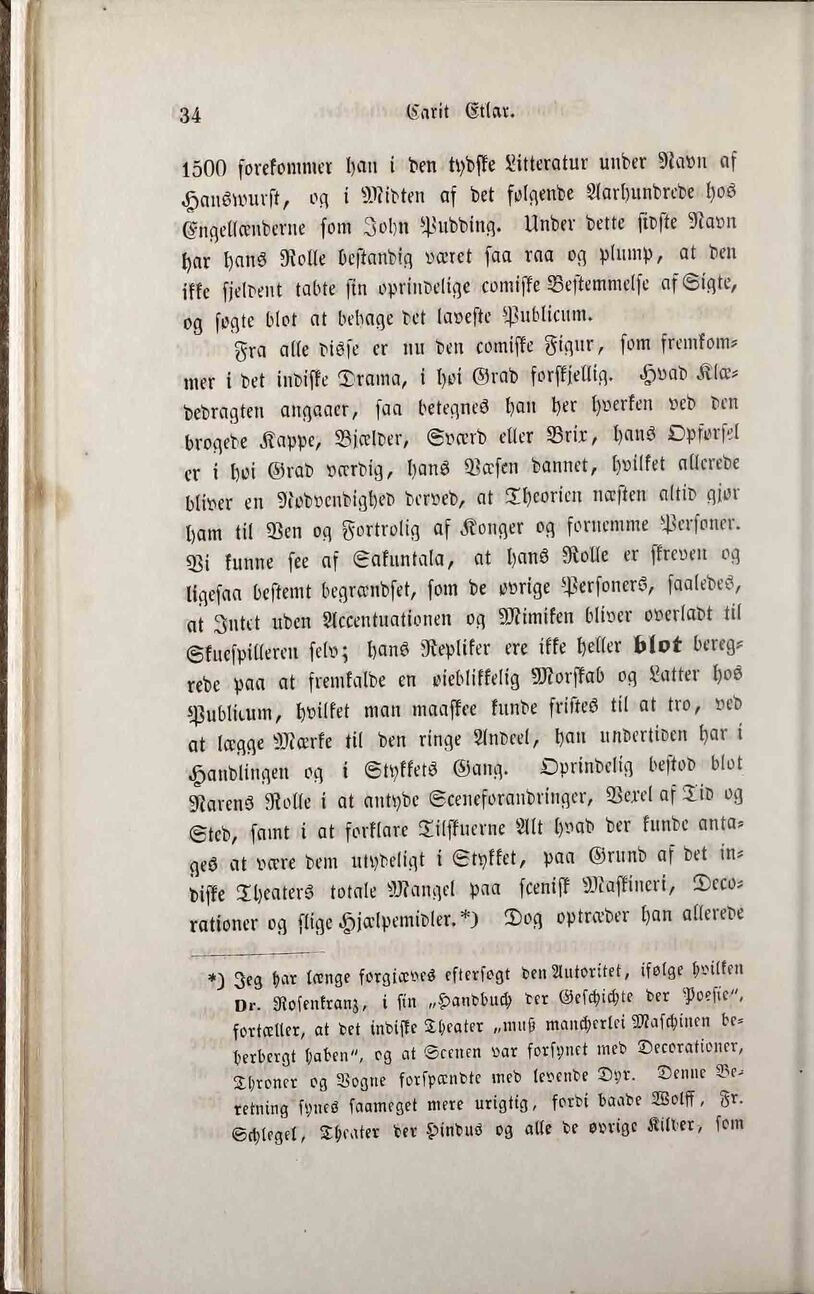 34
Carit Etlar.
1500 forekommer han i den tydske Litteratur under Navn af
Hanswurst, og i Midten af det følgende Aarhundrede hos
Engellænderne som John Pudding. Under dette sidste Navn
har hans Rolle bestandig været saa raa og plump, at den
ikke sjeldent tabte sin oprindelige comiske Bestemmelse af Sigte,
og søgte blot at behage det laveste Publicum.
Fra alle disse er nu den comiske Figur, som fremkom-
mer i det indiske Drama, i høi Grad forskjellig. Hvad Klæ-
dedragten angaaer, saa betegnes han her hverken ved den
brogede Kappe, Bjælder, Sværd eller Brix, hans Opførsel
er i høi Grad værdig, hans Væsen dannet, hvilket allerede
bliver en Nødvendighed derved, at Theorien næsten altid gjør
ham til Ven og Fortrolig af Konger og fornemme Personer.
Vi kunne see af Sakuntala, at hans Rolle er skreven og
ligesaa bestemt begrændset, som de øvrige Personers, saaledes,
at Intet uden Accentuationen og Mimiken bliver overladt til
Skuespilleren selv; hans Repliker ere ikke heller blot bereg-
rede paa at fremkalde en øieblikkelig Morskab og Latter hos
Publicum, hvilket man maaskee kunde fristes til at tro, ved
at lægge Mærke til den ringe Andeel, han undertiden har i
Handlingen og i Stykkets Gang. Oprindelig bestod blot
Narens Rolle i at antyde Sceneforandringer, Vexel af Tid og
Sted, samt i at forklare Tilskuerne Alt hvad der kunde anta-
ges at være dem utydeligt i Stykket, paa Grund af det in-
diske Theaters totale Mangel paa scenisk Maskineri, Deco-
rationer og slige Hjælpemidler.*) Dog optræder han allerede
*) Jeg har længe forgjæves eftersøgt den Autoritet, ifølge hvilken
Dr. Rosenkranz, i sin „Handbuch der Geschichte der Poesie“,
fortæller, at det indiske Theater „muß mancherlei Maschinen be-
herbergt haben“, og at Scenen var forsynet med Decorationer,
Throner og Vogne forspændte med levende Dyr. Denne Be-
retning synes saameget mere urigtig, fordi baade Wolff, Fr.
Schlegel, Theater der Hindus og alle de øvrige Kilder, som